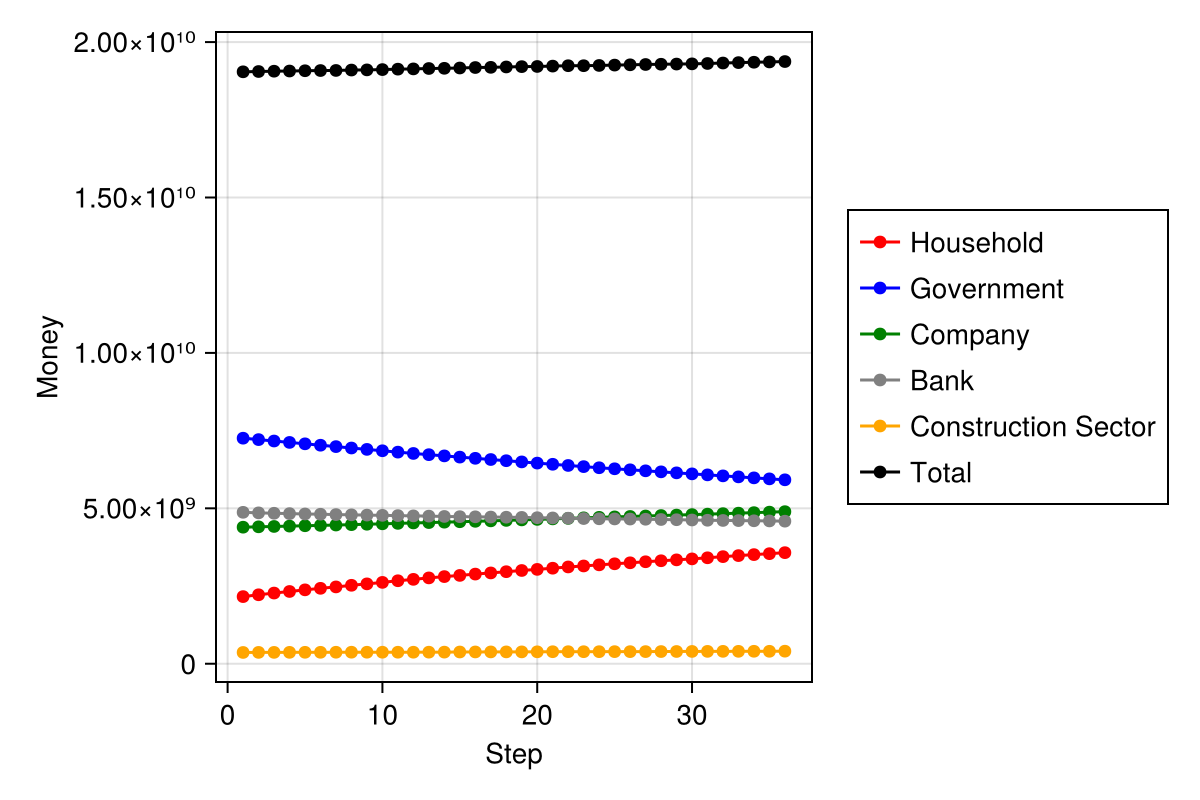 2.00×10¹⁰
1.50×10¹⁰
1.00×10¹⁰
5.00×10⁹
0
Money
0 10 20 30
Step
Household
Government
Company
Bank
Construction Sector
Total